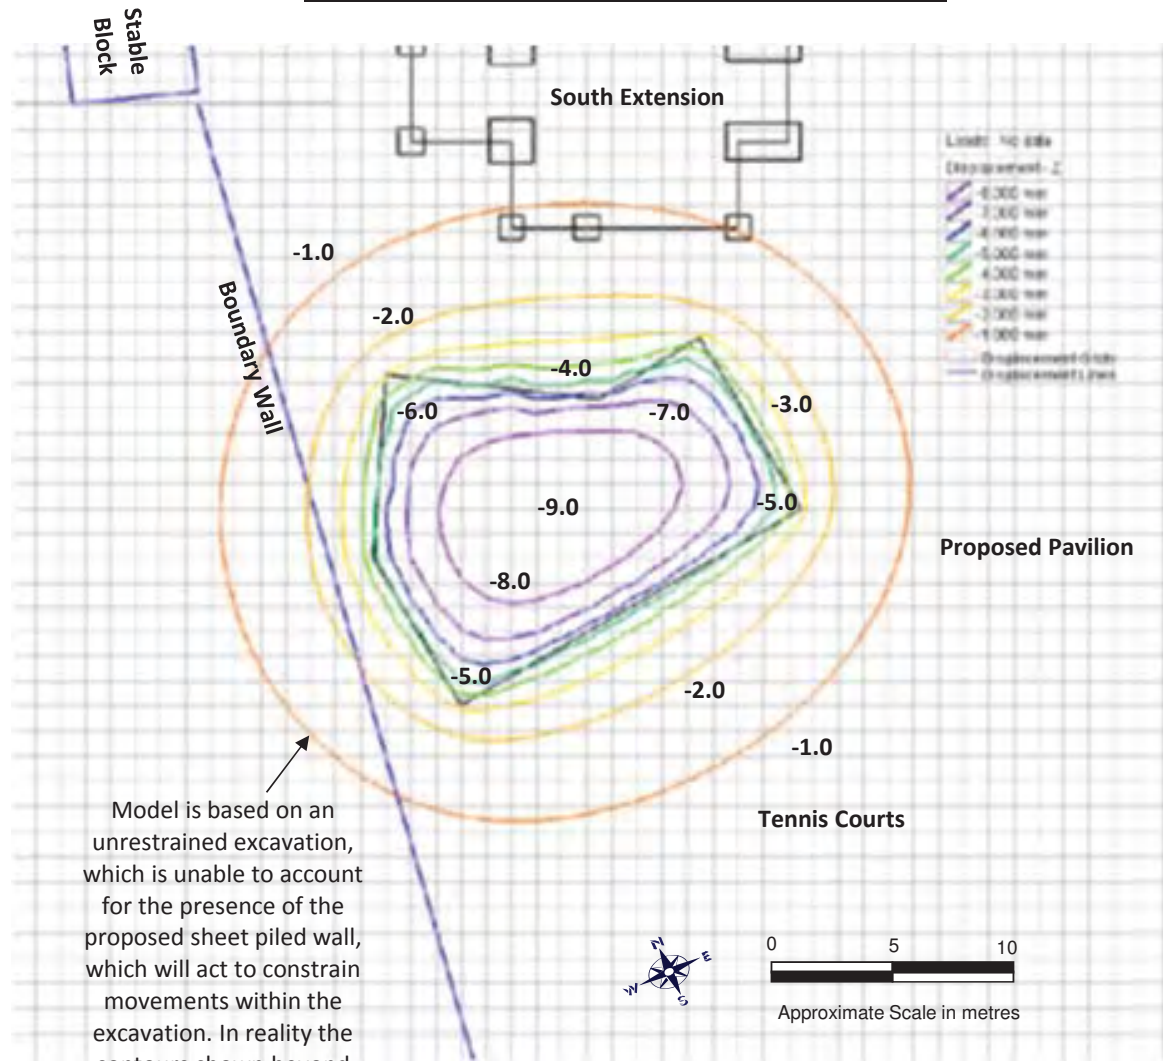 Stable
Block
South Extension
-1.0
-2.0
Boundary Wall
-4.0
-6.0
-7.0
-3.0
-9.0
-5.0
Proposed Pavilion
-8.0
-5.0
-2.0
-1.0
Tennis Courts
Model is based on an
unrestrained excavation,
which is unable to account
for the presence of the
proposed sheet piled wall,
which will act to constrain
movements within the
excavation. In reality the
N
E
W
S
0 5 10
Approximate Scale in metres